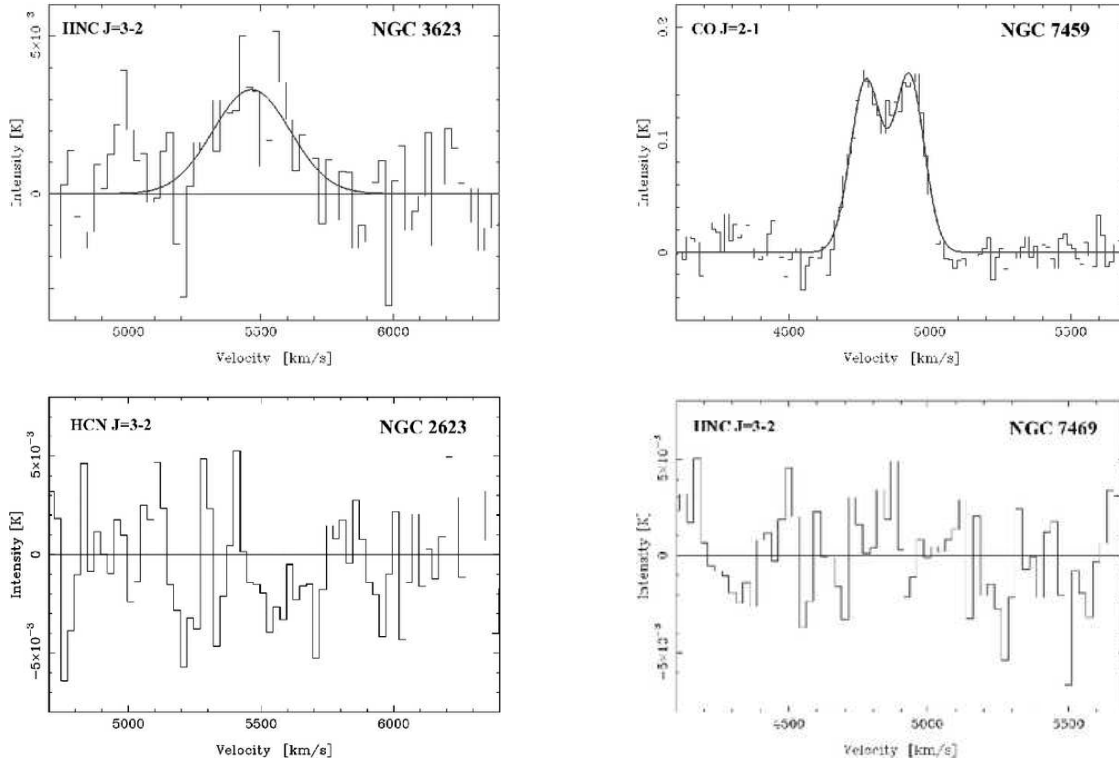 HNC J=3-2 NGC 3623
5×10⁻³
0
Intensity [K]
5000 5500 6000
Velocity [km/s]
CO J=2-1 NGC 7459
0.2
0.1
0
Intensity [K]
4500 5000 5500
Velocity [km/s]
HCN J=3-2 NGC 2623
5×10⁻³
0
-5×10⁻³
Intensity [K]
5000 5500 6000
Velocity [km/s]
HNC J=3-2 NGC 7469
5×10⁻³
0
-5×10⁻³
Intensity [K]
4500 5000 5500
Velocity [km/s]